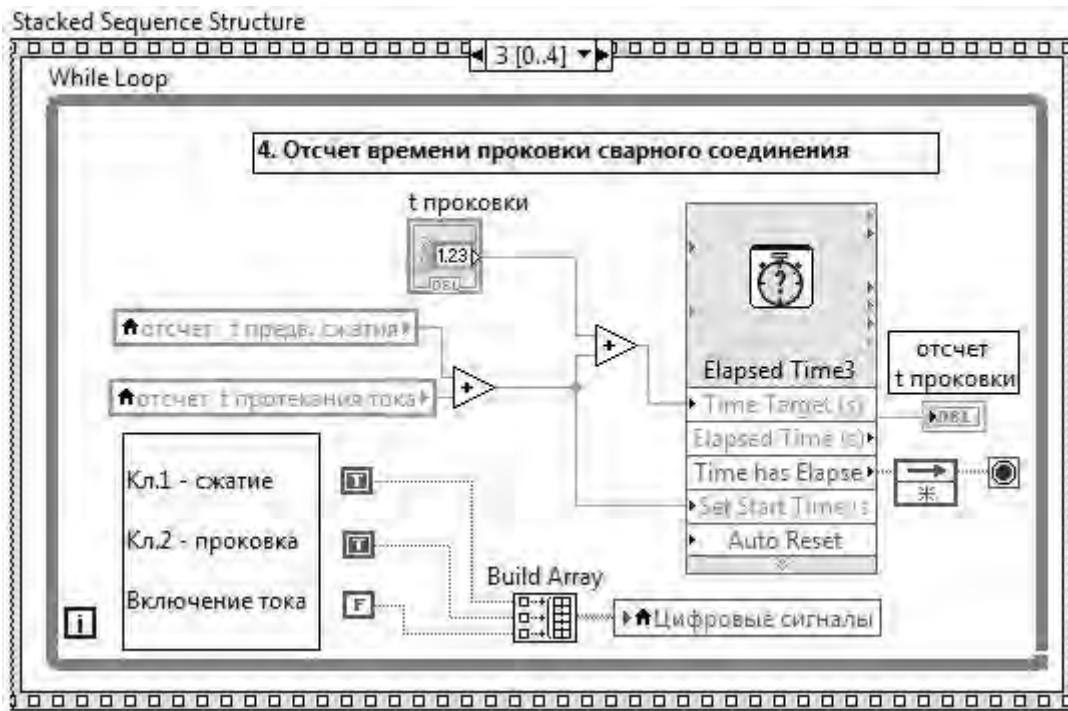 Stacked Sequence Structure
3 [0..4]
While Loop
4. Отсчет времени проковки сварного соединения
t проковки
1.23
DBL
отсчет t предв. сжатия
отсчет t протекания тока
Elapsed Time3
Time Target (s)
Elapsed Time (s)
Time has Elapse
Set Start Time (s
Auto Reset
отсчет
t проковки
DBL
Кл.1 - сжатие
T
Кл.2 - проковка
T
Включение тока
F
Build Array
Цифровые сигналы
i